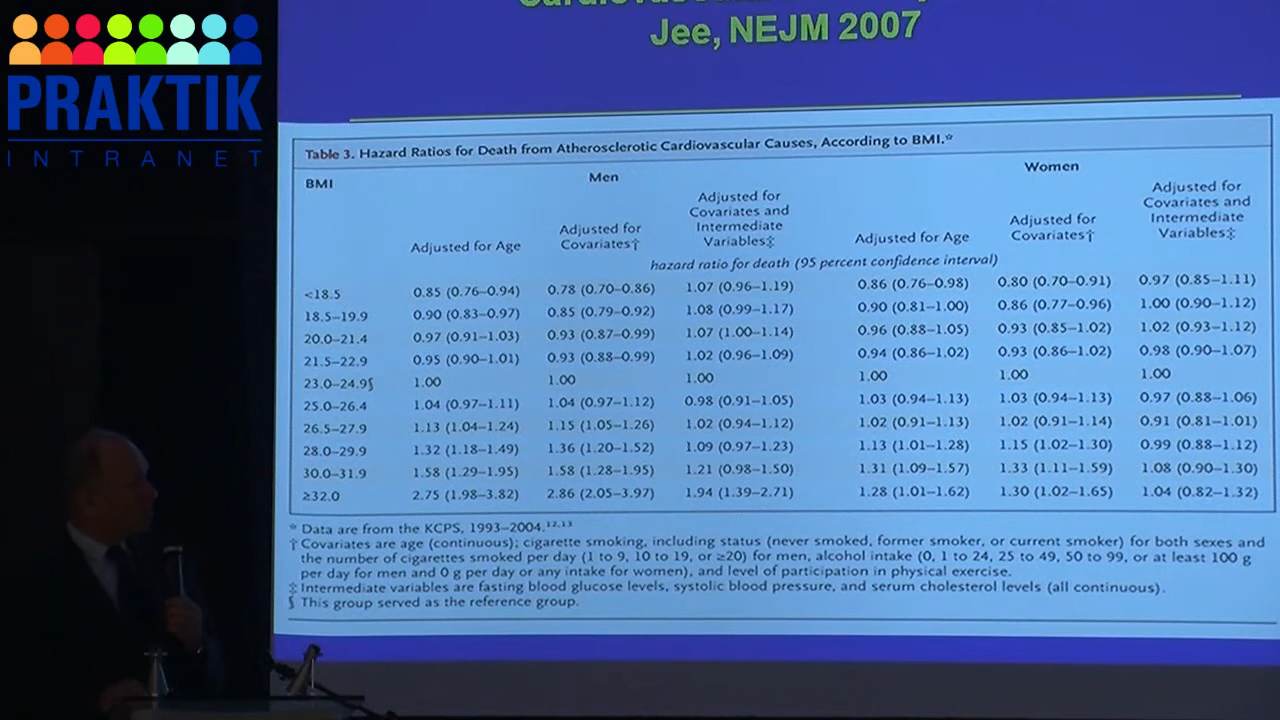 PRAKTIK
INTRANET
Jee, NEJM 2007
Table 3. Hazard Ratios for Death from Atherosclerotic Cardiovascular Causes, According to BMI.*
BMI Men Women
Adjusted for Age Adjusted for Covariates† Adjusted for Covariates and Intermediate Variables‡ Adjusted for Age Adjusted for Covariates† Adjusted for Covariates and Intermediate Variables‡
hazard ratio for death (95 percent confidence interval)
<18.5 0.85 (0.76–0.94) 0.78 (0.70–0.86) 1.07 (0.96–1.19) 0.86 (0.76–0.98) 0.80 (0.70–0.91) 0.97 (0.85–1.11)
18.5–19.9 0.90 (0.83–0.97) 0.85 (0.79–0.92) 1.08 (0.99–1.17) 0.90 (0.81–1.00) 0.86 (0.77–0.96) 1.00 (0.90–1.12)
20.0–21.4 0.97 (0.91–1.03) 0.93 (0.87–0.99) 1.07 (1.00–1.14) 0.96 (0.88–1.05) 0.93 (0.85–1.02) 1.02 (0.93–1.12)
21.5–22.9 0.95 (0.90–1.01) 0.93 (0.88–0.99) 1.02 (0.96–1.09) 0.94 (0.86–1.02) 0.93 (0.86–1.02) 0.98 (0.90–1.07)
23.0–24.9§ 1.00 1.00 1.00 1.00 1.00 1.00
25.0–26.4 1.04 (0.97–1.11) 1.04 (0.97–1.12) 0.98 (0.91–1.05) 1.03 (0.94–1.13) 1.03 (0.94–1.13) 0.97 (0.88–1.06)
26.5–27.9 1.13 (1.04–1.24) 1.15 (1.05–1.26) 1.02 (0.94–1.12) 1.02 (0.91–1.13) 1.02 (0.91–1.14) 0.91 (0.81–1.01)
28.0–29.9 1.32 (1.18–1.49) 1.36 (1.20–1.52) 1.09 (0.97–1.23) 1.13 (1.01–1.28) 1.15 (1.02–1.30) 0.99 (0.88–1.12)
30.0–31.9 1.58 (1.29–1.95) 1.58 (1.28–1.95) 1.21 (0.98–1.50) 1.31 (1.09–1.57) 1.33 (1.11–1.59) 1.08 (0.90–1.30)
≥32.0 2.75 (1.98–3.82) 2.86 (2.05–3.97) 1.94 (1.39–2.71) 1.28 (1.01–1.62) 1.30 (1.02–1.65) 1.04 (0.82–1.32)
* Data are from the KCPS, 1993–2004.12,13
† Covariates are age (continuous); cigarette smoking, including status (never smoked, former smoker, or current smoker) for both sexes and
the number of cigarettes smoked per day (1 to 9, 10 to 19, or ≥20) for men, alcohol intake (0, 1 to 24, 25 to 49, 50 to 99, or at least 100 g
per day for men and 0 g per day or any intake for women), and level of participation in physical exercise.
‡ Intermediate variables are fasting blood glucose levels, systolic blood pressure, and serum cholesterol levels (all continuous).
§ This group served as the reference group.